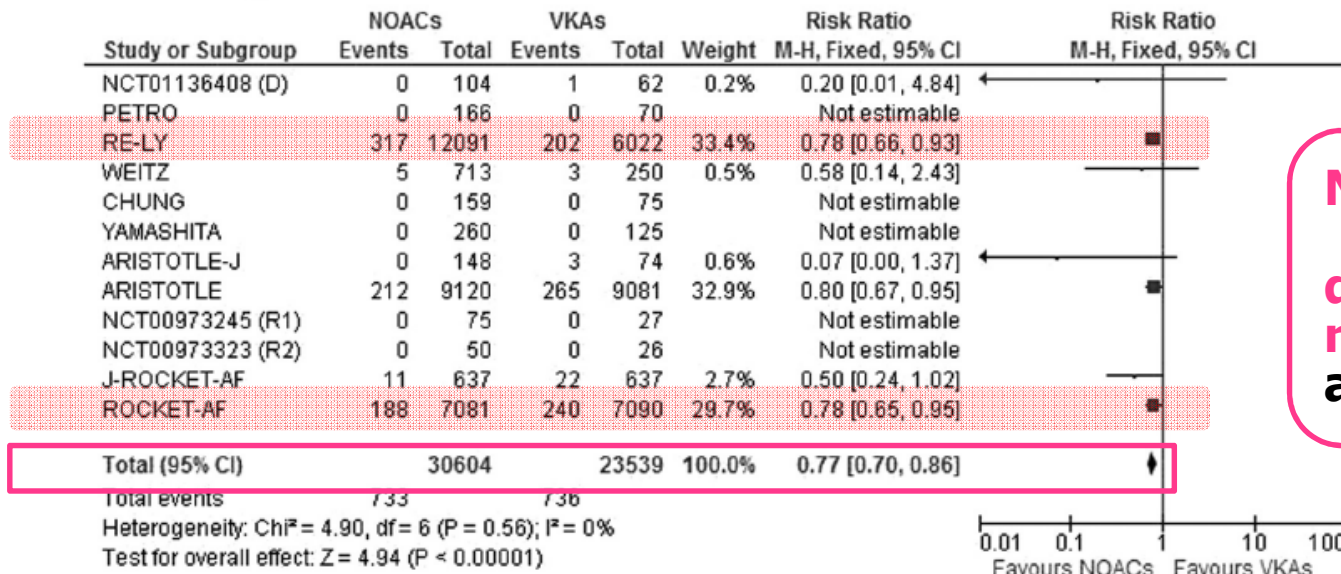 NOACs VKAs Risk Ratio Risk Ratio
Study or Subgroup Events Total Events Total Weight M-H, Fixed, 95% CI M-H, Fixed, 95% CI
NCT01136408 (D) 0 104 1 62 0.2% 0.20 [0.01, 4.84]
PETRO 0 166 0 70 Not estimable
RE-LY 317 12091 202 6022 33.4% 0.78 [0.66, 0.93]
WEITZ 5 713 3 250 0.5% 0.58 [0.14, 2.43]
CHUNG 0 159 0 75 Not estimable
YAMASHITA 0 260 0 125 Not estimable
ARISTOTLE-J 0 148 3 74 0.6% 0.07 [0.00, 1.37]
ARISTOTLE 212 9120 265 9081 32.9% 0.80 [0.67, 0.95]
NCT00973245 (R1) 0 75 0 27 Not estimable
NCT00973323 (R2) 0 50 0 26 Not estimable
J-ROCKET-AF 11 637 22 637 2.7% 0.50 [0.24, 1.02]
ROCKET-AF 188 7081 240 7090 29.7% 0.78 [0.65, 0.95]
Total (95% CI) 30604 23539 100.0% 0.77 [0.70, 0.86]
Total events 733 736
Heterogeneity: Chi² = 4.90, df = 6 (P = 0.56); I² = 0%
Test for overall effect: Z = 4.94 (P < 0.00001)
0.01 0.1 1 10 100
Favours NOACs Favours VKAs